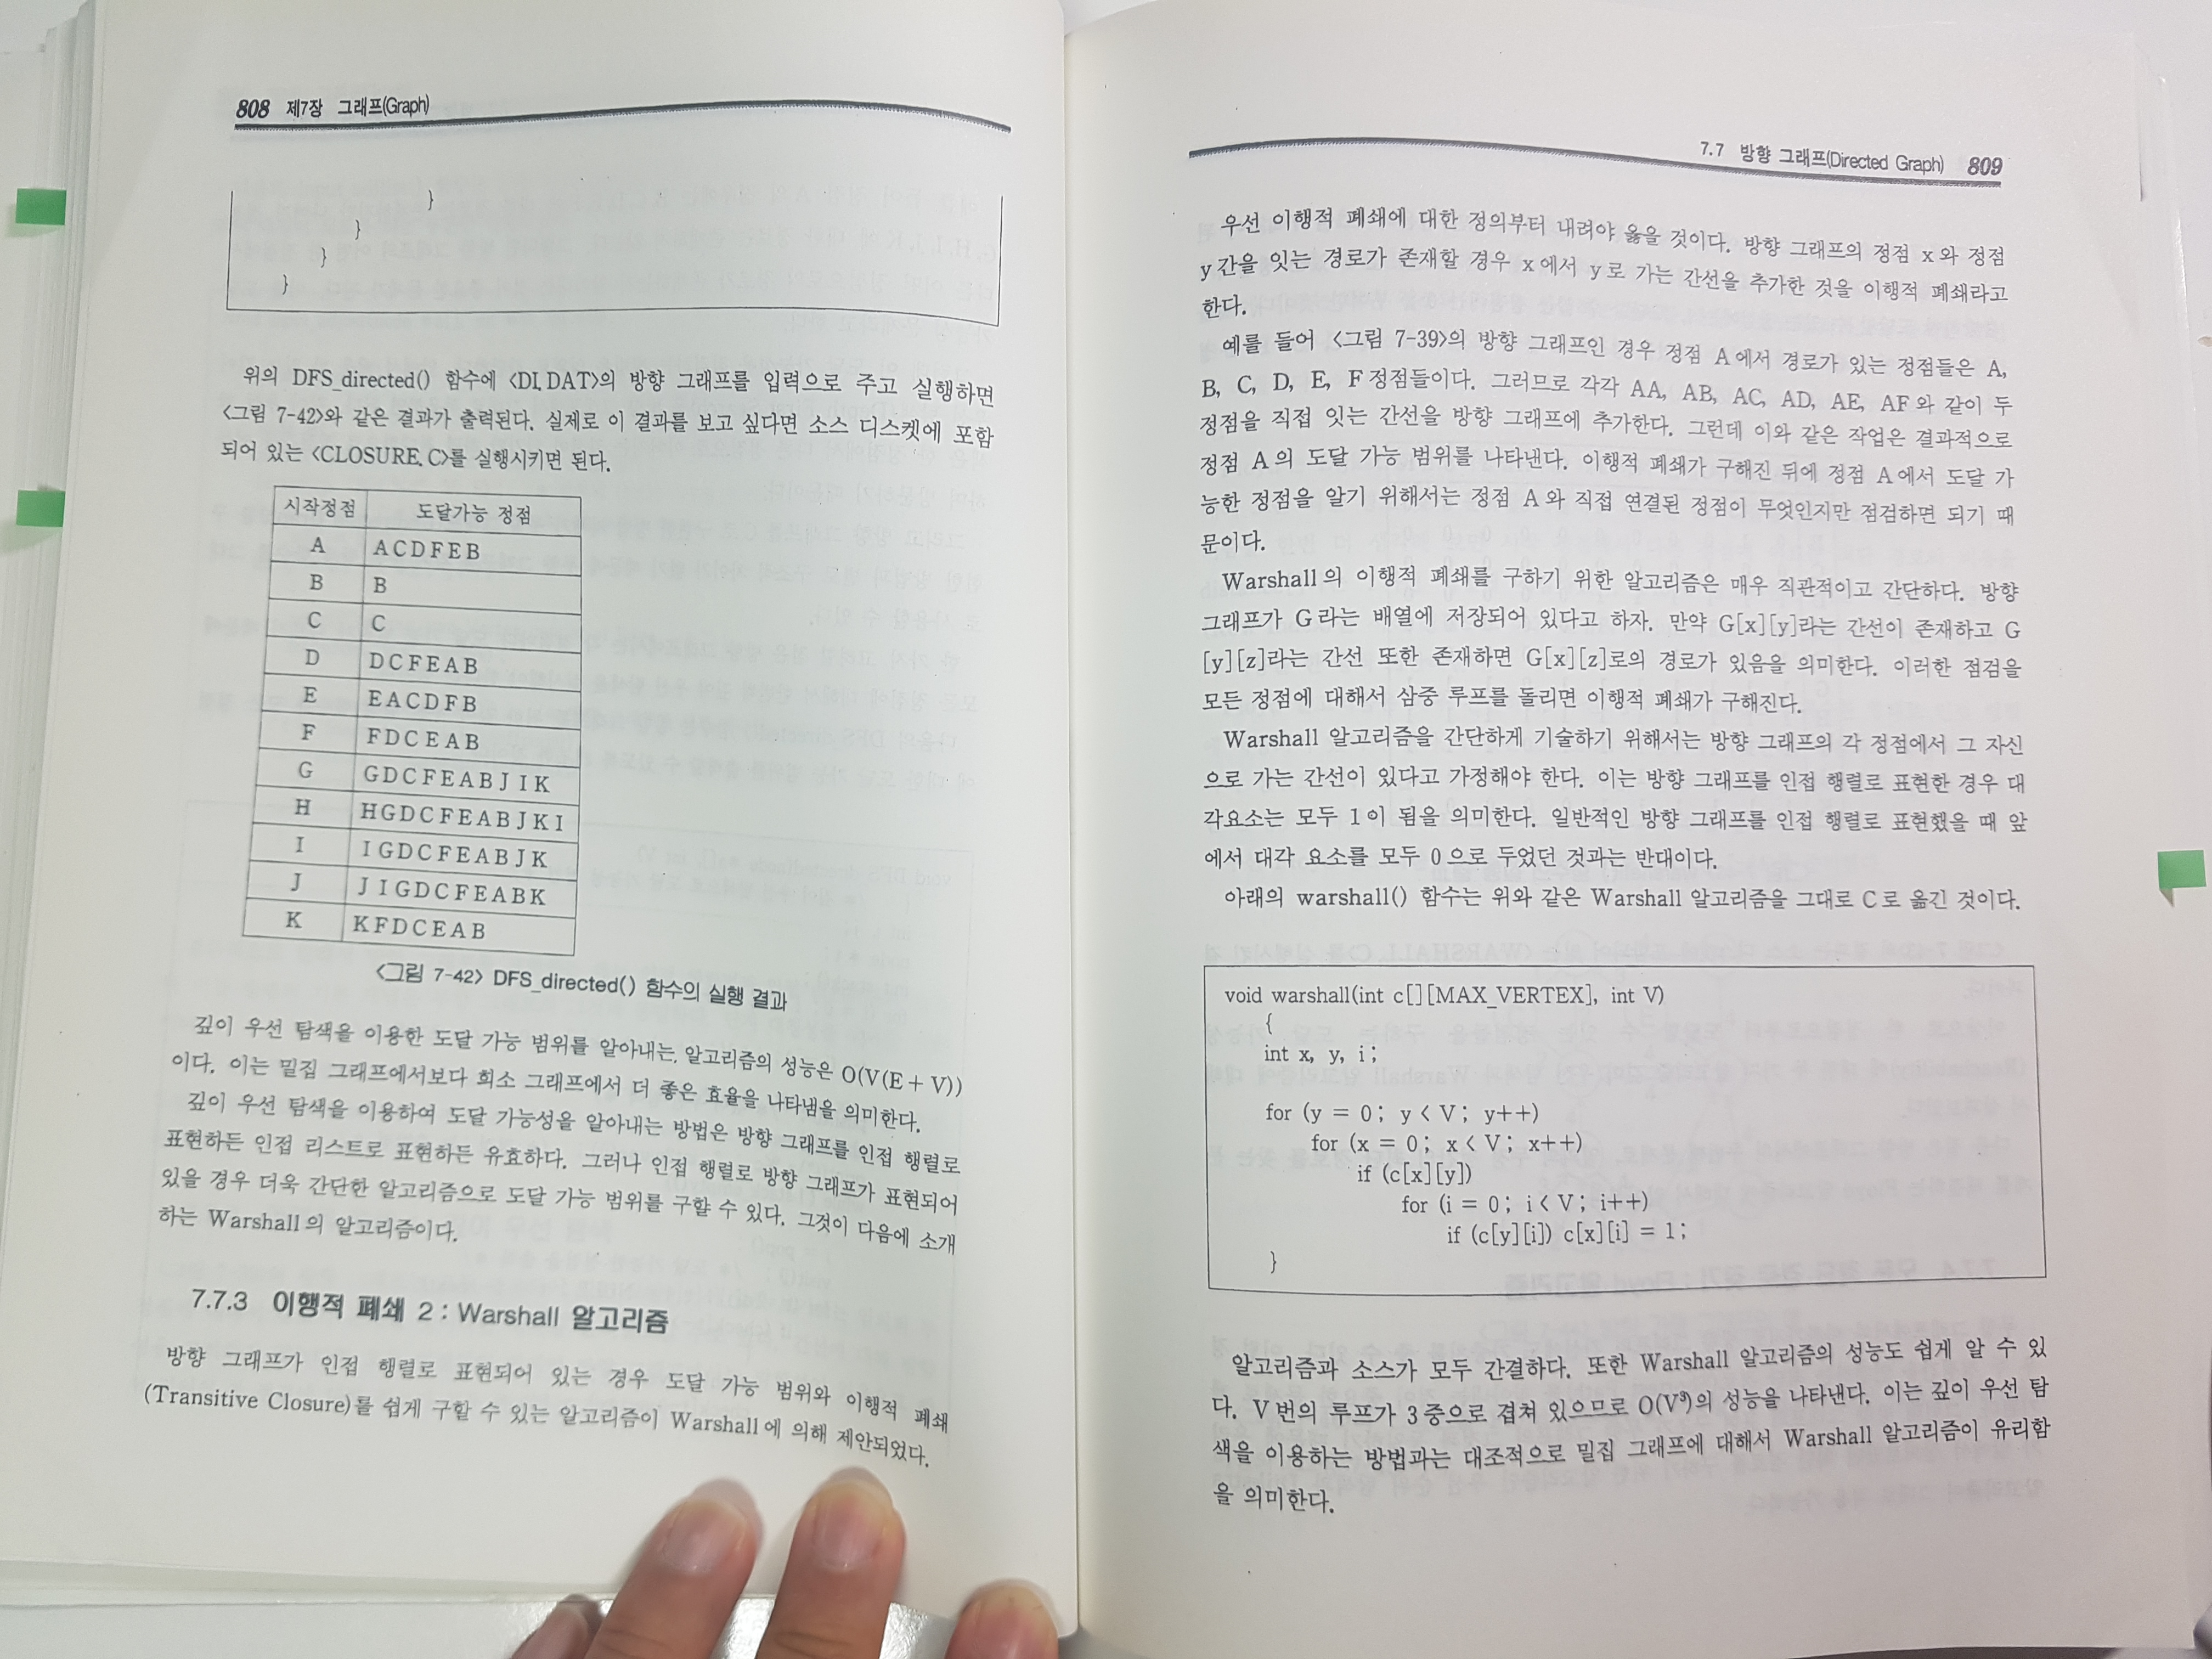 808 제7장 그래프(Graph)
}
}
}
}
위의 DFS_directed() 함수에 <DI.DAT>의 방향 그래프를 입력으로 주고 실행하면
<그림 7-42>와 같은 결과가 출력된다. 실제로 이 결과를 보고 싶다면 소스 디스켓에 포함
되어 있는 <CLOSURE.C>를 실행시키면 된다.
시작정점 도달가능 정점
A ACDFEB
B B
C C
D DCFEAB
E EACDFB
F FDCEAB
G GDCFEABJIK
H HGDCFEABJKI
I IGDCFEABJK
J JIGDCFEABK
K KFDCEAB
<그림 7-42> DFS_directed() 함수의 실행 결과
깊이 우선 탐색을 이용한 도달 가능 범위를 알아내는 알고리즘의 성능은 O(V(E+V))
이다. 이는 밀집 그래프에서보다 희소 그래프에서 더 좋은 효율을 나타냄을 의미한다.
깊이 우선 탐색을 이용하여 도달 가능성을 알아내는 방법은 방향 그래프를 인접 행렬로
표현하든 인접 리스트로 표현하든 유효하다. 그러나 인접 행렬로 방향 그래프가 표현되어
있을 경우 더욱 간단한 알고리즘으로 도달 가능 범위를 구할 수 있다. 그것이 다음에 소개
하는 Warshall의 알고리즘이다.
7.7.3 이행적 폐쇄 2 : Warshall 알고리즘
방향 그래프가 인접 행렬로 표현되어 있는 경우 도달 가능 범위와 이행적 폐쇄
(Transitive Closure)를 쉽게 구할 수 있는 알고리즘이 Warshall에 의해 제안되었다.
7.7 방향 그래프(Directed Graph) 809
우선 이행적 폐쇄에 대한 정의부터 내려야 옳을 것이다. 방향 그래프의 정점 x와 정점
y간을 잇는 경로가 존재할 경우 x에서 y로 가는 간선을 추가한 것을 이행적 폐쇄라고
한다.
예를 들어 <그림 7-39>의 방향 그래프인 경우 정점 A에서 경로가 있는 정점들은 A,
B, C, D, E, F정점들이다. 그러므로 각각 AA, AB, AC, AD, AE, AF와 같이 두
정점을 직접 잇는 간선을 방향 그래프에 추가한다. 그런데 이와 같은 작업은 결과적으로
정점 A의 도달 가능 범위를 나타낸다. 이행적 폐쇄가 구해진 뒤에 정점 A에서 도달 가
능한 정점을 알기 위해서는 정점 A와 직접 연결된 정점이 무엇인지만 점검하면 되기 때
문이다.
Warshall의 이행적 폐쇄를 구하기 위한 알고리즘은 매우 직관적이고 간단하다. 방향
그래프가 G라는 배열에 저장되어 있다고 하자. 만약 G[x][y]라는 간선이 존재하고 G
[y][z]라는 간선 또한 존재하면 G[x][z]로의 경로가 있음을 의미한다. 이러한 점검을
모든 정점에 대해서 삼중 루프를 돌리면 이행적 폐쇄가 구해진다.
Warshall 알고리즘을 간단하게 기술하기 위해서는 방향 그래프의 각 정점에서 그 자신
으로 가는 간선이 있다고 가정해야 한다. 이는 방향 그래프를 인접 행렬로 표현한 경우 대
각요소는 모두 1이 됨을 의미한다. 일반적인 방향 그래프를 인접 행렬로 표현했을 때 앞
에서 대각 요소를 모두 0으로 두었던 것과는 반대이다.
아래의 warshall() 함수는 위와 같은 Warshall 알고리즘을 그대로 C로 옮긴 것이다.
void warshall(int c[][MAX_VERTEX], int V)
{
int x, y, i;
for (y = 0; y < V; y++)
for (x = 0; x < V; x++)
if (c[x][y])
for (i = 0; i < V; i++)
if (c[y][i]) c[x][i] = 1;
}
알고리즘과 소스가 모두 간결하다. 또한 Warshall 알고리즘의 성능도 쉽게 알 수 있
다. V번의 루프가 3중으로 겹쳐 있으므로 O(V³)의 성능을 나타낸다. 이는 깊이 우선 탐
색을 이용하는 방법과는 대조적으로 밀집 그래프에 대해서 Warshall 알고리즘이 유리함
을 의미한다.